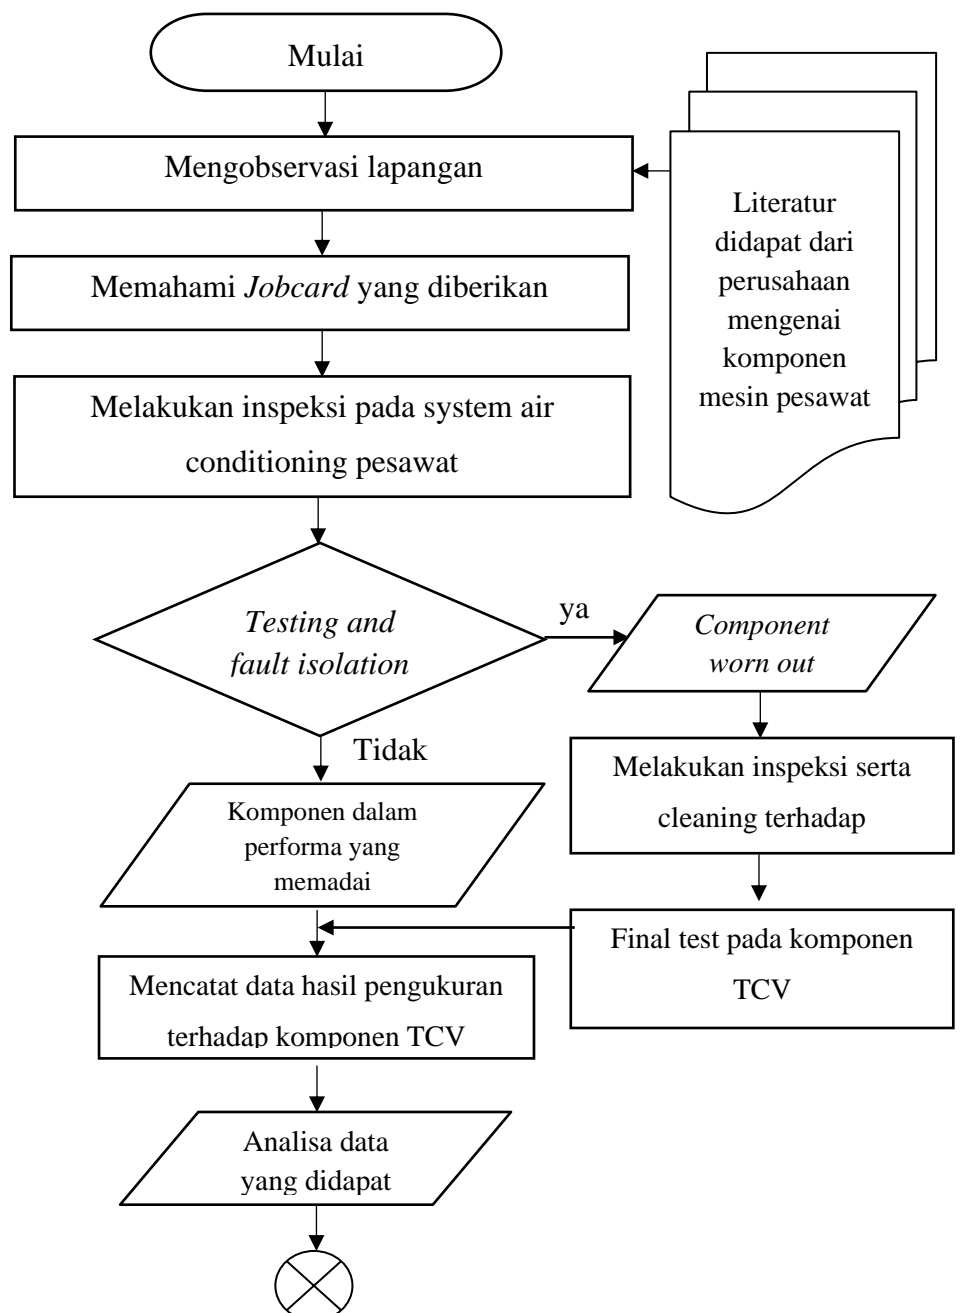 Mulai
Mengobservasi lapangan
Literatur
didapat dari
perusahaan
mengenai
komponen
mesin pesawat
Memahami Jobcard yang diberikan
Melakukan inspeksi pada system air
conditioning pesawat
Testing and
fault isolation
ya
Component
worn out
Tidak
Melakukan inspeksi serta
cleaning terhadap
Komponen dalam
performa yang
memadai
Final test pada komponen
TCV
Mencatat data hasil pengukuran
terhadap komponen TCV
Analisa data
yang didapat